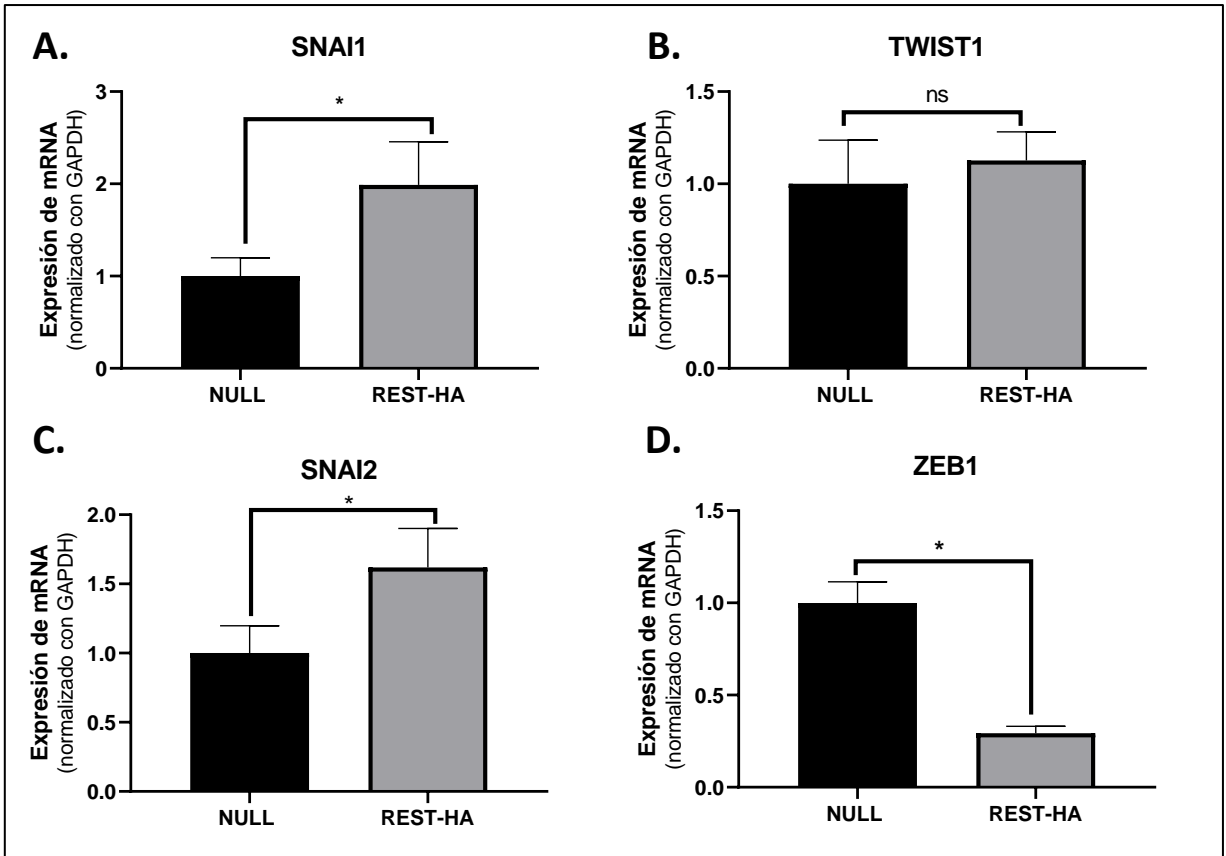 A.
SNAI1
Expresión de mRNA
(normalizado con GAPDH)
3
2
1
0
*
NULL
REST-HA
B.
TWIST1
Expresión de mRNA
(normalizado con GAPDH)
1.5
1.0
0.5
0.0
ns
NULL
REST-HA
C.
SNAI2
Expresión de mRNA
(normalizado con GAPDH)
2.0
1.5
1.0
0.5
0.0
*
NULL
REST-HA
D.
ZEB1
Expresión de mRNA
(normalizado con GAPDH)
1.5
1.0
0.5
0.0
*
NULL
REST-HA